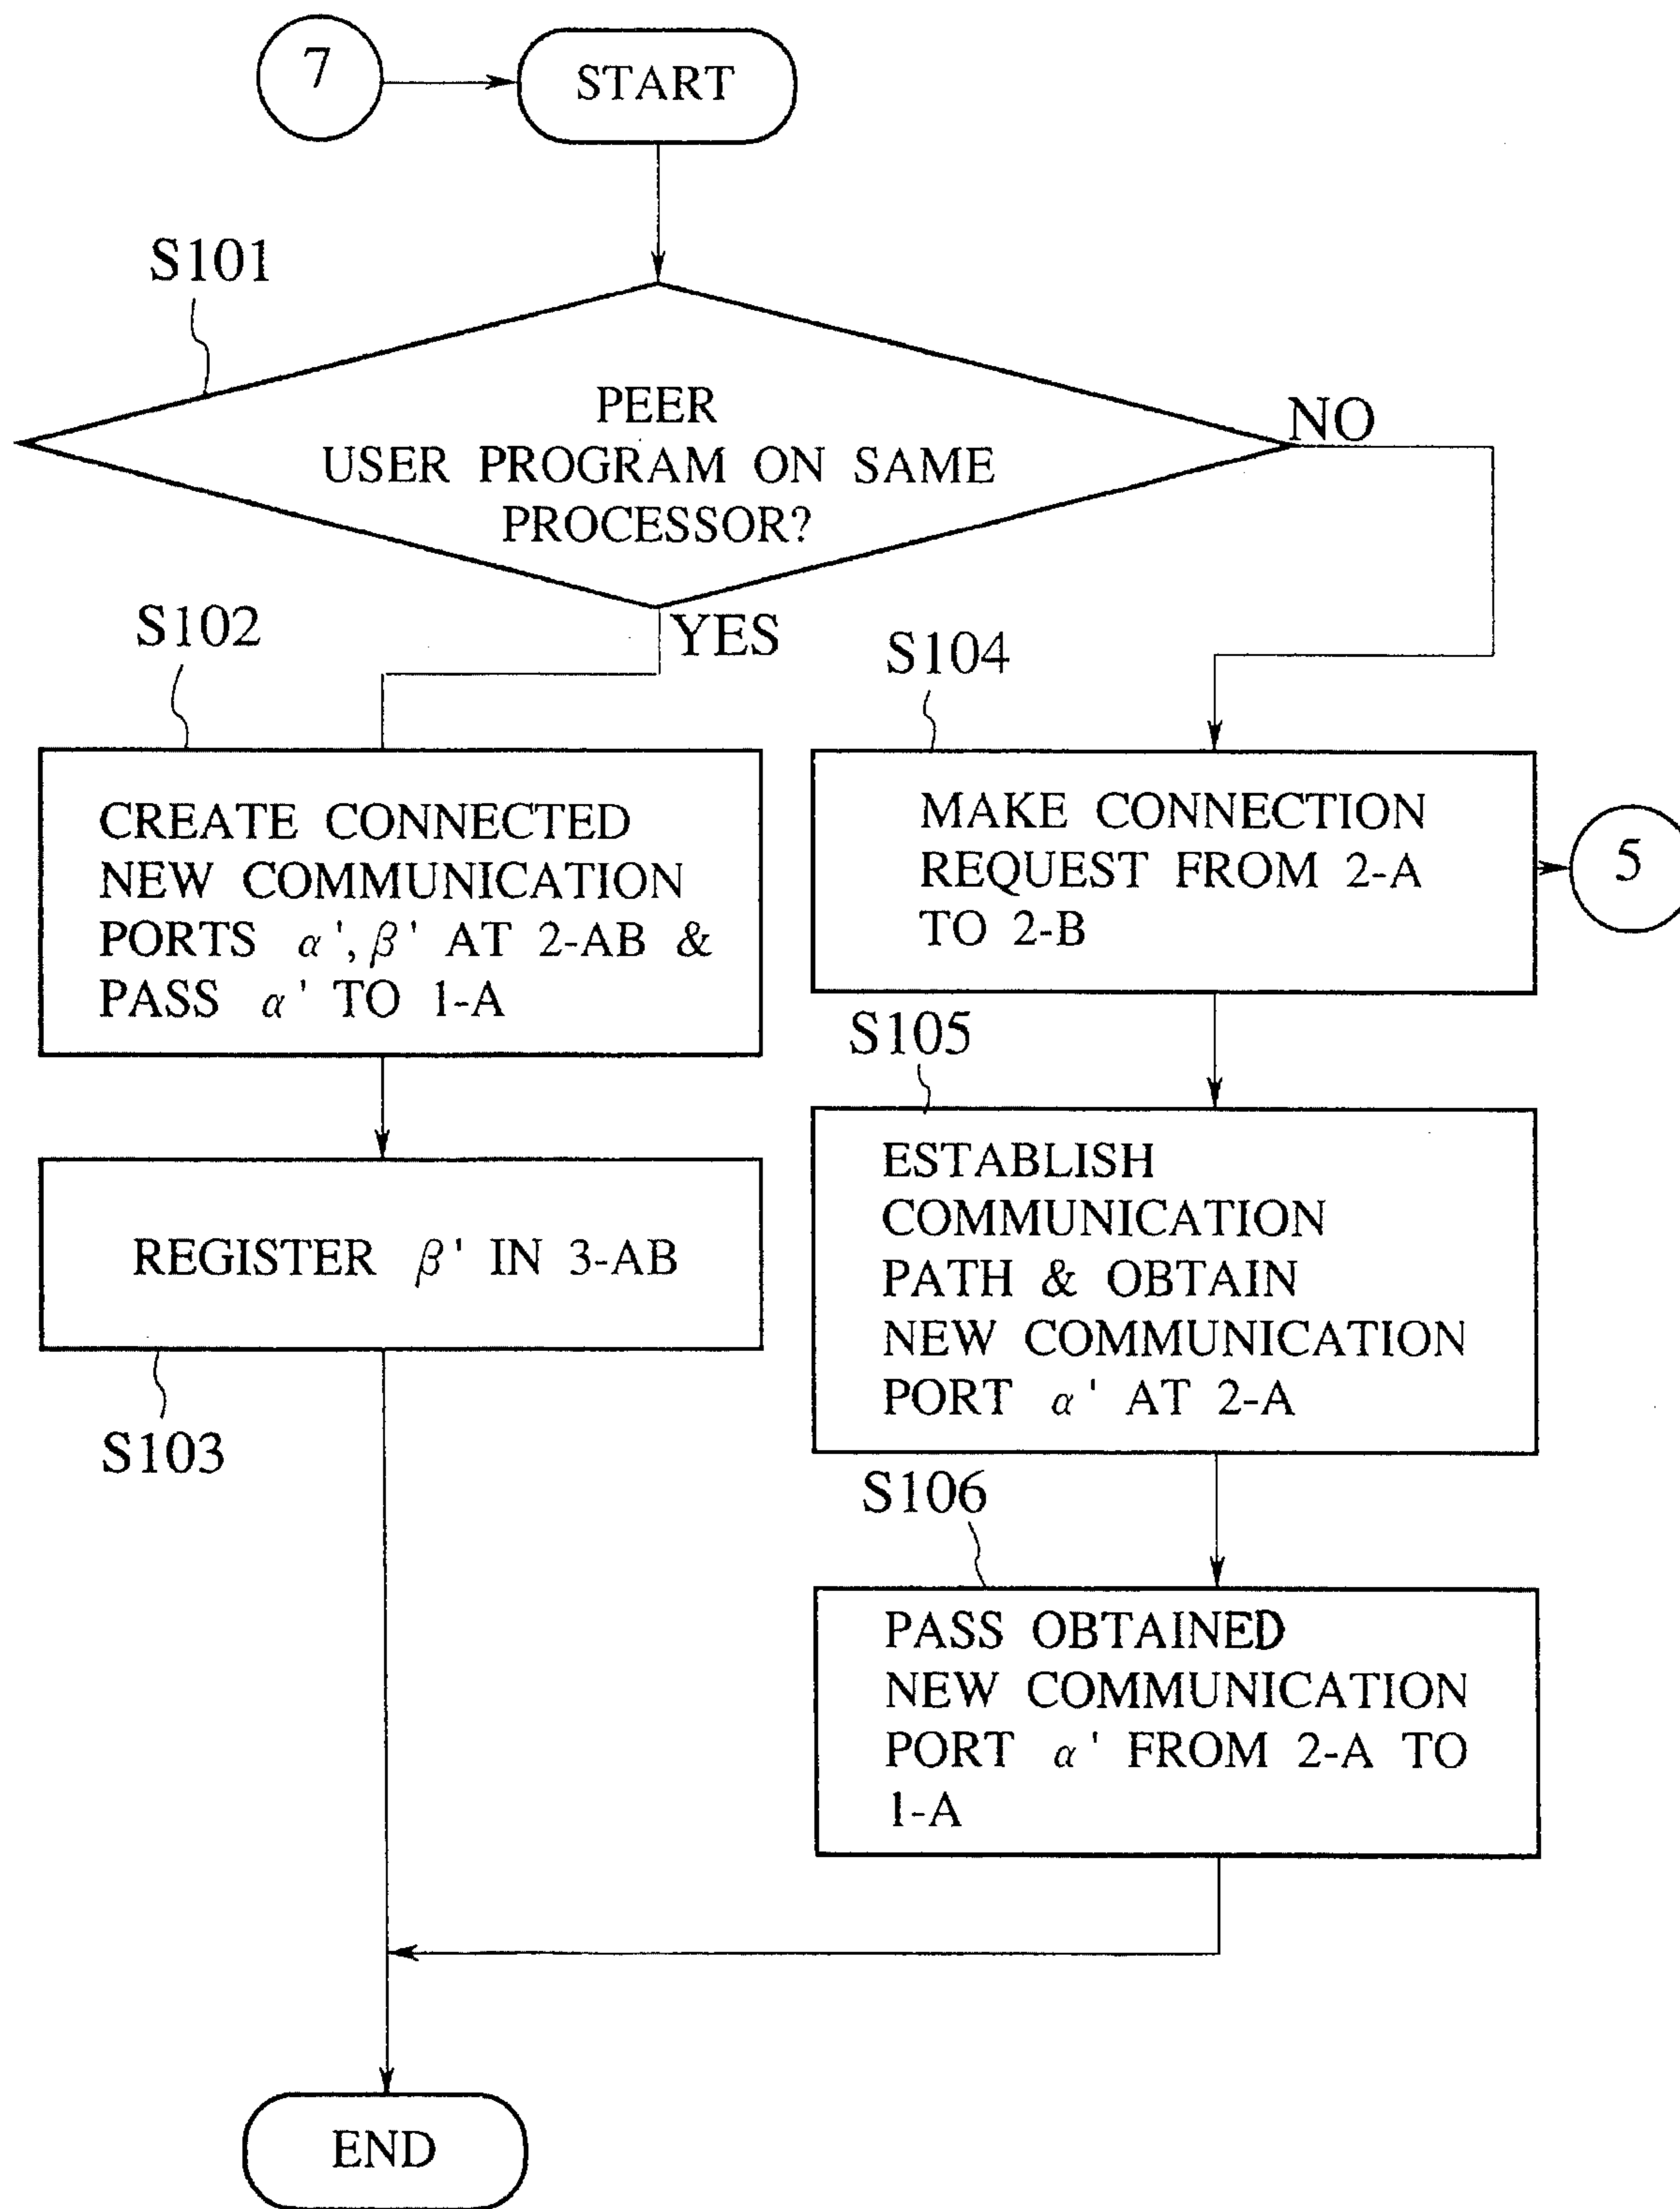 7
START
S101
PEER
USER PROGRAM ON SAME
PROCESSOR?
NO
YES
S102
CREATE CONNECTED
NEW COMMUNICATION
PORTS α', β' AT 2-AB &
PASS α' TO 1-A
REGISTER β' IN 3-AB
S103
S104
MAKE CONNECTION
REQUEST FROM 2-A
TO 2-B
5
S105
ESTABLISH
COMMUNICATION
PATH & OBTAIN
NEW COMMUNICATION
PORT α' AT 2-A
S106
PASS OBTAINED
NEW COMMUNICATION
PORT α' FROM 2-A TO
1-A
END